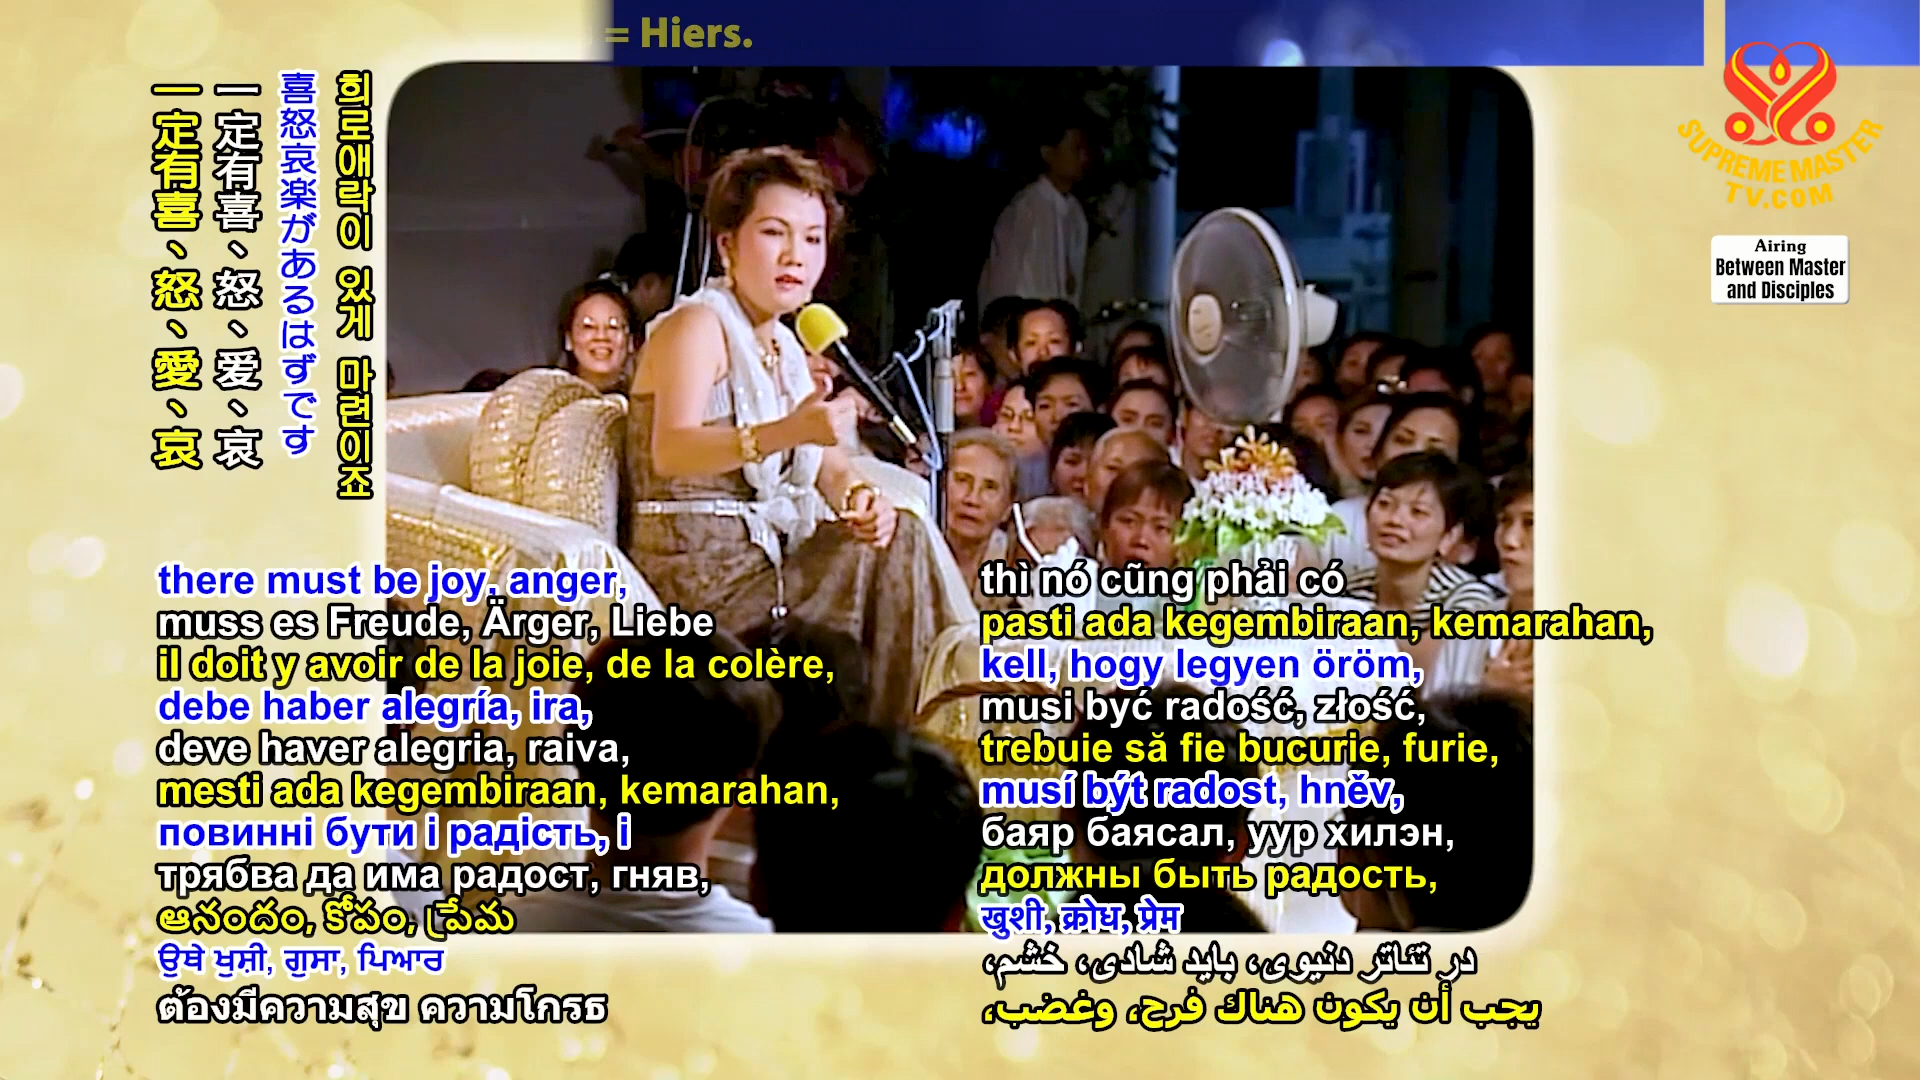 = Hiers.
SUPREME MASTER
TV.COM
Airing
Between Master
and Disciples
희로애락이 있게 마련이죠
喜怒哀楽があるはずです
一定有喜、怒、爱、哀
一定有喜、怒、愛、哀
there must be joy, anger,
muss es Freude, Ärger, Liebe
il doit y avoir de la joie, de la colère,
debe haber alegría, ira,
deve haver alegria, raiva,
mesti ada kegembiraan, kemarahan,
повинні бути і радість, і
трябва да има радост, гняв,
ఆనందం, కోపం, ప్రేమ
ਉਥੇ ਖੁਸ਼ੀ, ਗੁਸਾ, ਪਿਆਰ
ต้องมีความสุข ความโกรธ
thì nó cũng phải có
pasti ada kegembiraan, kemarahan,
kell, hogy legyen öröm,
musi być radość, złość,
trebuie să fie bucurie, furie,
musí být radost, hněv,
баяр баясал, уур хилэн,
должны быть радость,
खुशी, क्रोध, प्रेम
در تئاتر دنیوی، باید شادی، خشم،
يجب أن يكون هناك فرح، وغضب،